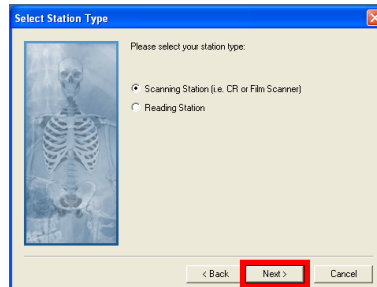 Select Station Type
Please select your station type:
Scanning Station (i.e. CR or Film Scanner)
Reading Station
< Back Next > Cancel